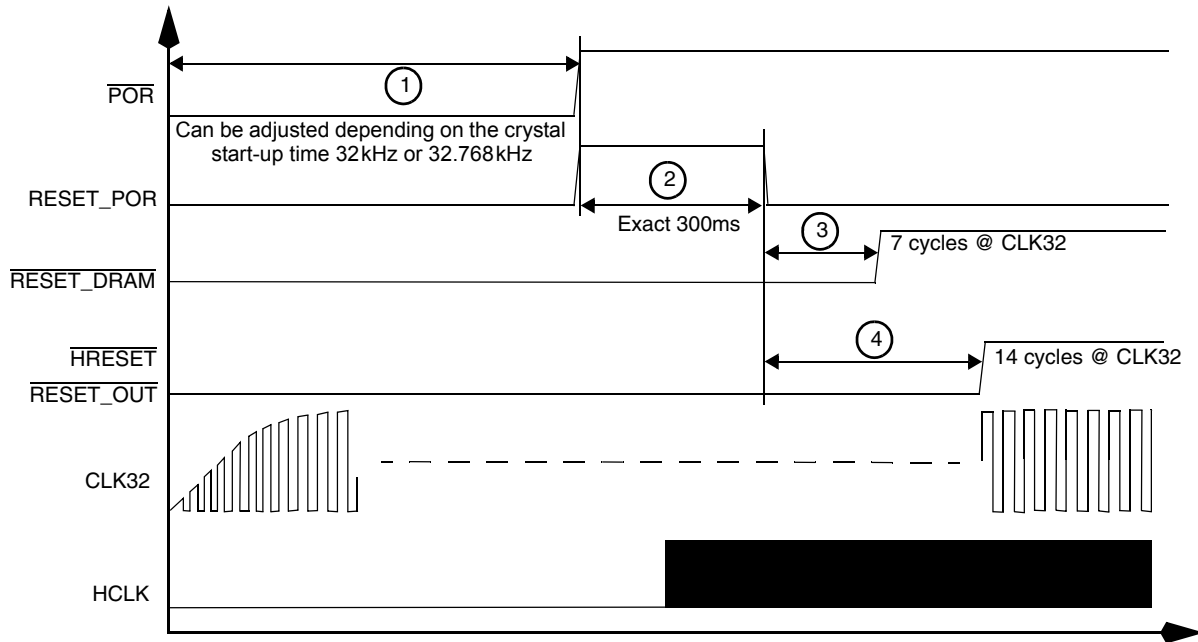 1
POR
Can be adjusted depending on the crystal
start-up time 32kHz or 32.768kHz
2
RESET_POR
Exact 300ms
3
7 cycles @ CLK32
RESET_DRAM
4
HRESET
14 cycles @ CLK32
RESET_OUT
CLK32
HCLK